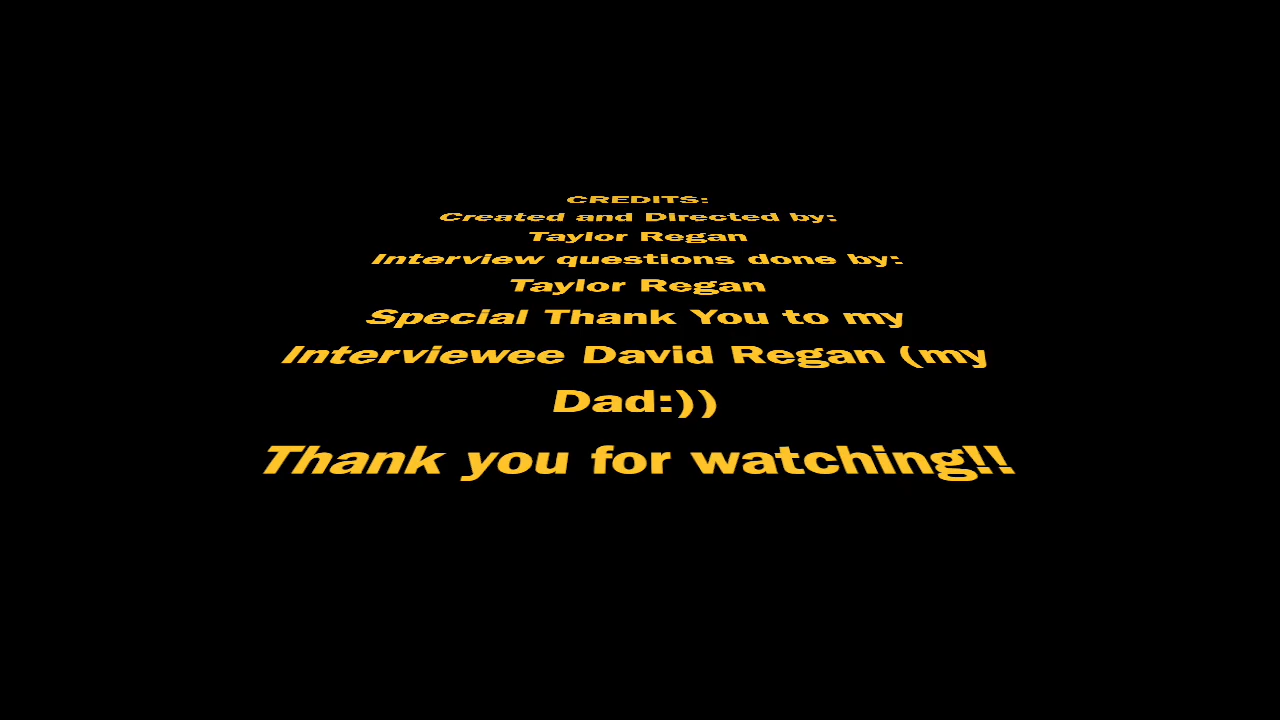 CREDITS:
Created and Directed by:
Taylor Regan
Interview questions done by:
Taylor Regan
Special Thank You to my
Interviewee David Regan (my
Dad:))
Thank you for watching!!